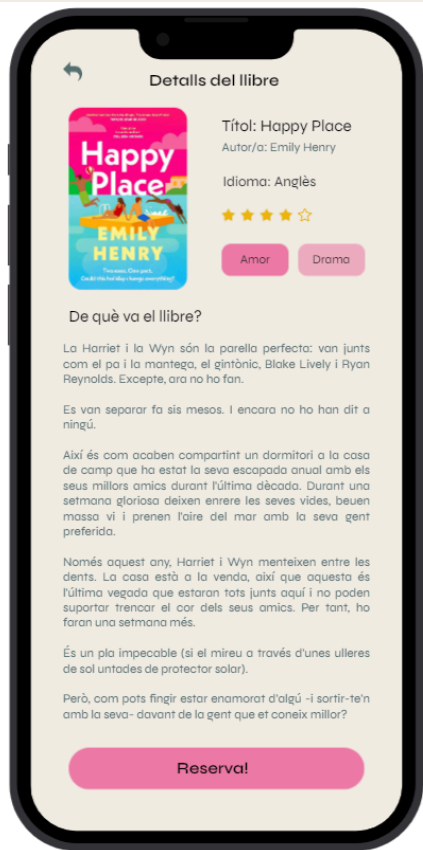 Detalls del llibre
Happy
Place
EMILY
HENRY
Two exes. One pact.
Could this holiday change everything?
Títol: Happy Place
Autor/a: Emily Henry
Idioma: Anglès
Amor
Drama
De què va el llibre?
La Harriet i la Wyn són la parella perfecta: van junts
com el pa i la mantega, el gintònic, Blake Lively i Ryan
Reynolds. Excepte, ara no ho fan.
Es van separar fa sis mesos. I encara no ho han dit a
ningú.
Així és com acaben compartint un dormitori a la casa
de camp que ha estat la seva escapada anual amb els
seus millors amics durant l'última dècada. Durant una
setmana gloriosa deixen enrere les seves vides, beuen
massa vi i prenen l'aire del mar amb la seva gent
preferida.
Només aquest any, Harriet i Wyn menteixen entre les
dents. La casa està a la venda, així que aquesta és
l'última vegada que estaran tots junts aquí i no poden
suportar trencar el cor dels seus amics. Per tant, ho
faran una setmana més.
És un pla impecable (si el mireu a través d'unes ulleres
de sol untades de protector solar).
Però, com pots fingir estar enamorat d'algú -i sortir-te'n
amb la seva- davant de la gent que et coneix millor?
Reserva!